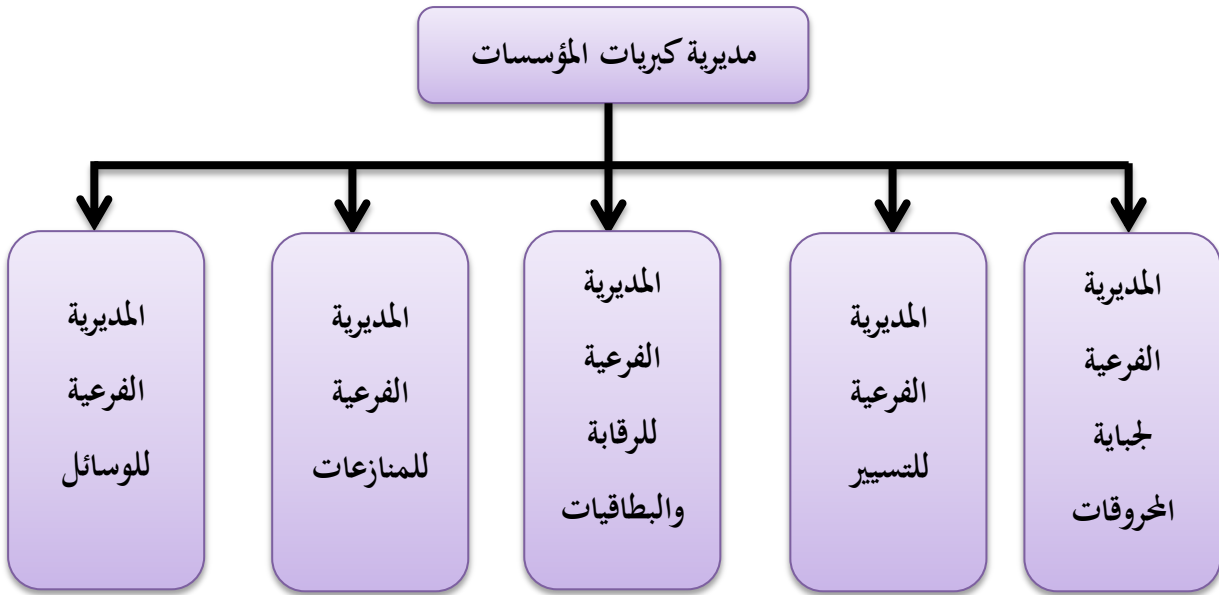 مديرية كبريات المؤسسات
المديرية
الفرعية
لجباية
المحروقات
المديرية
الفرعية
للتسيير
المديرية
الفرعية
للرقابة
والبطاقيات
المديرية
الفرعية
للمنازعات
المديرية
الفرعية
للوسائل